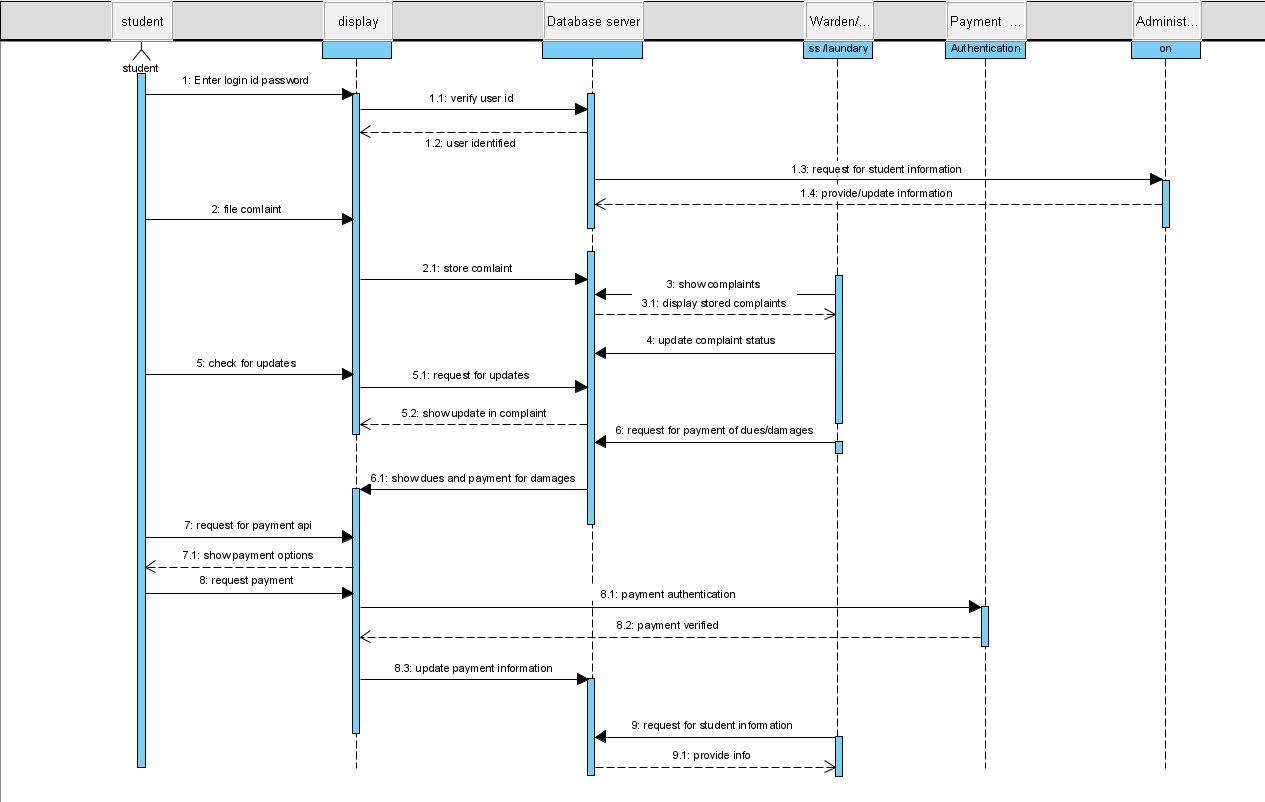 student
display
Database server
Warden/...
Payment ...
Administ...
ss /laundary
Authentication
on
student
1: Enter login id password
1.1: verify user id
1.2: user identified
1.3: request for student information
1.4: provide/update information
2: file comlaint
2.1: store comlaint
3: show complaints
3.1: display stored complaints
4: update complaint status
5: check for updates
5.1: request for updates
5.2: show update in complaint
6: request for payment of dues/damages
6.1: show dues and payment for damages
7: request for payment api
7.1: show payment options
8: request payment
8.1: payment authentication
8.2: payment verified
8.3: update payment information
9: request for student information
9.1: provide info